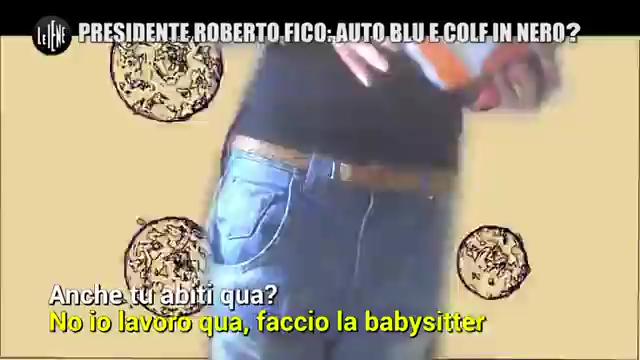 LE IENE
PRESIDENTE ROBERTO FICO: AUTO BLU E COLF IN NERO?
Anche tu abiti qua?
No io lavoro qua, faccio la babysitter